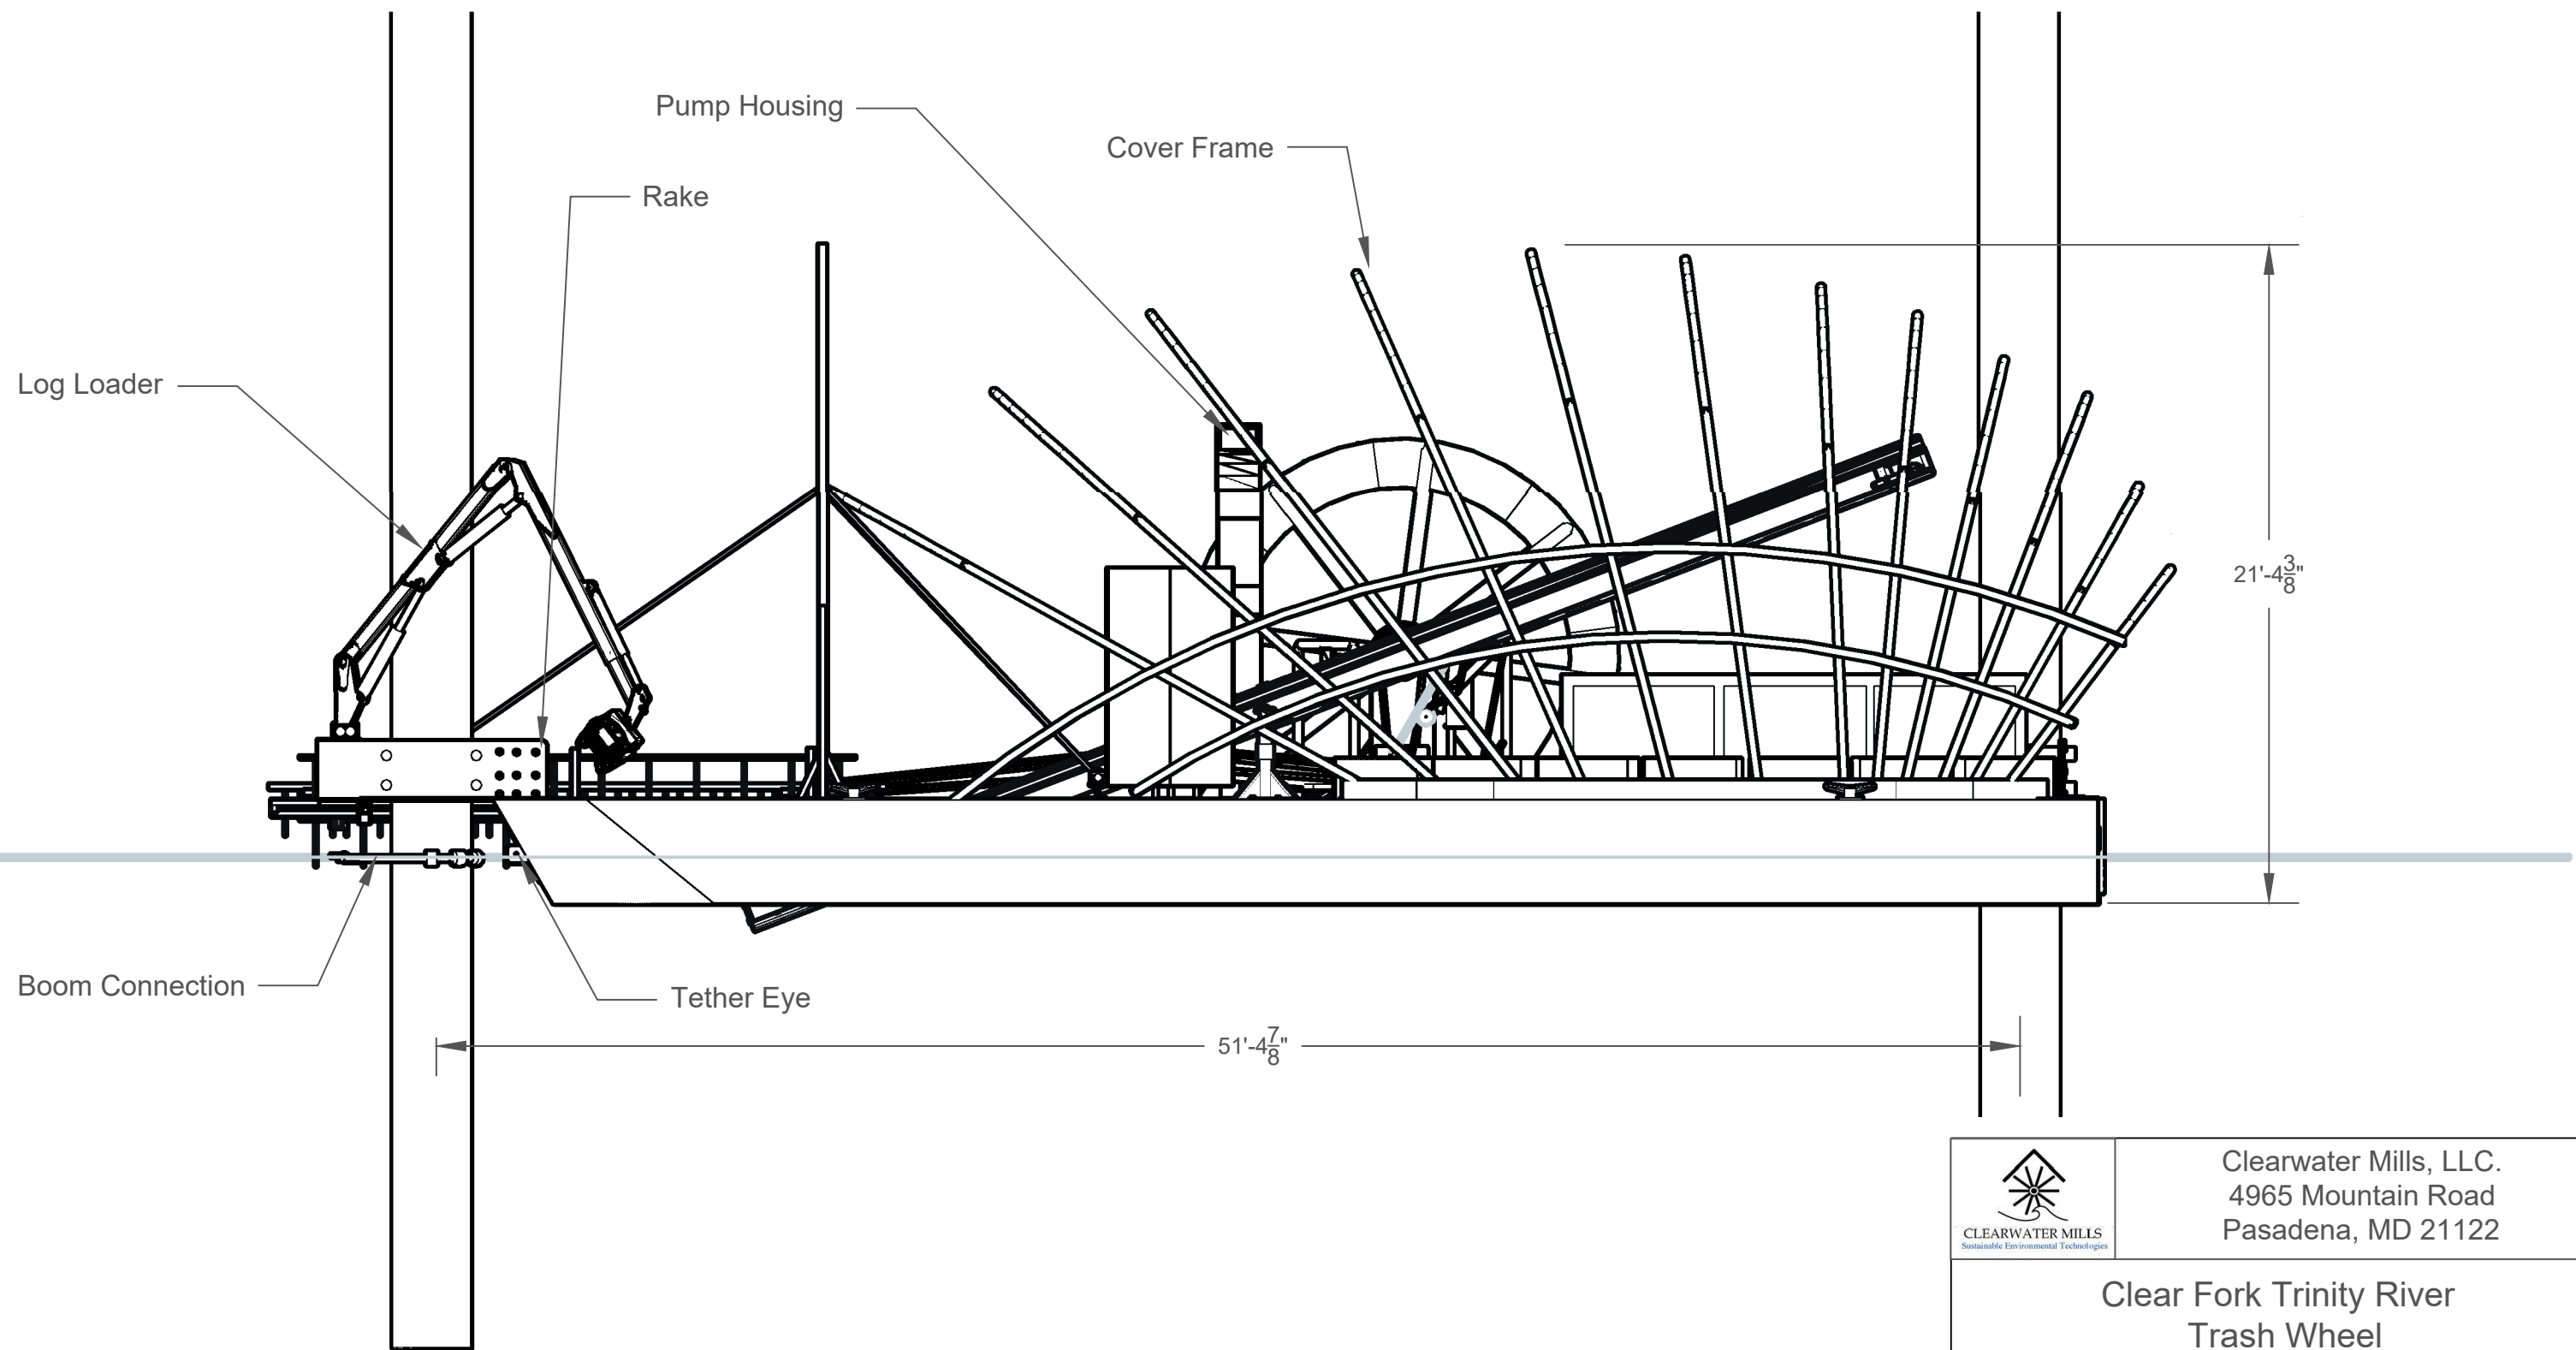 Pump Housing
Cover Frame
Rake
Log Loader
21'-4 3/8"
Boom Connection
Tether Eye
51'-4 7/8"
CLEARWATER MILLS
Sustainable Environmental Technologies
Clearwater Mills, LLC.
4965 Mountain Road
Pasadena, MD 21122
Clear Fork Trinity River
Trash Wheel